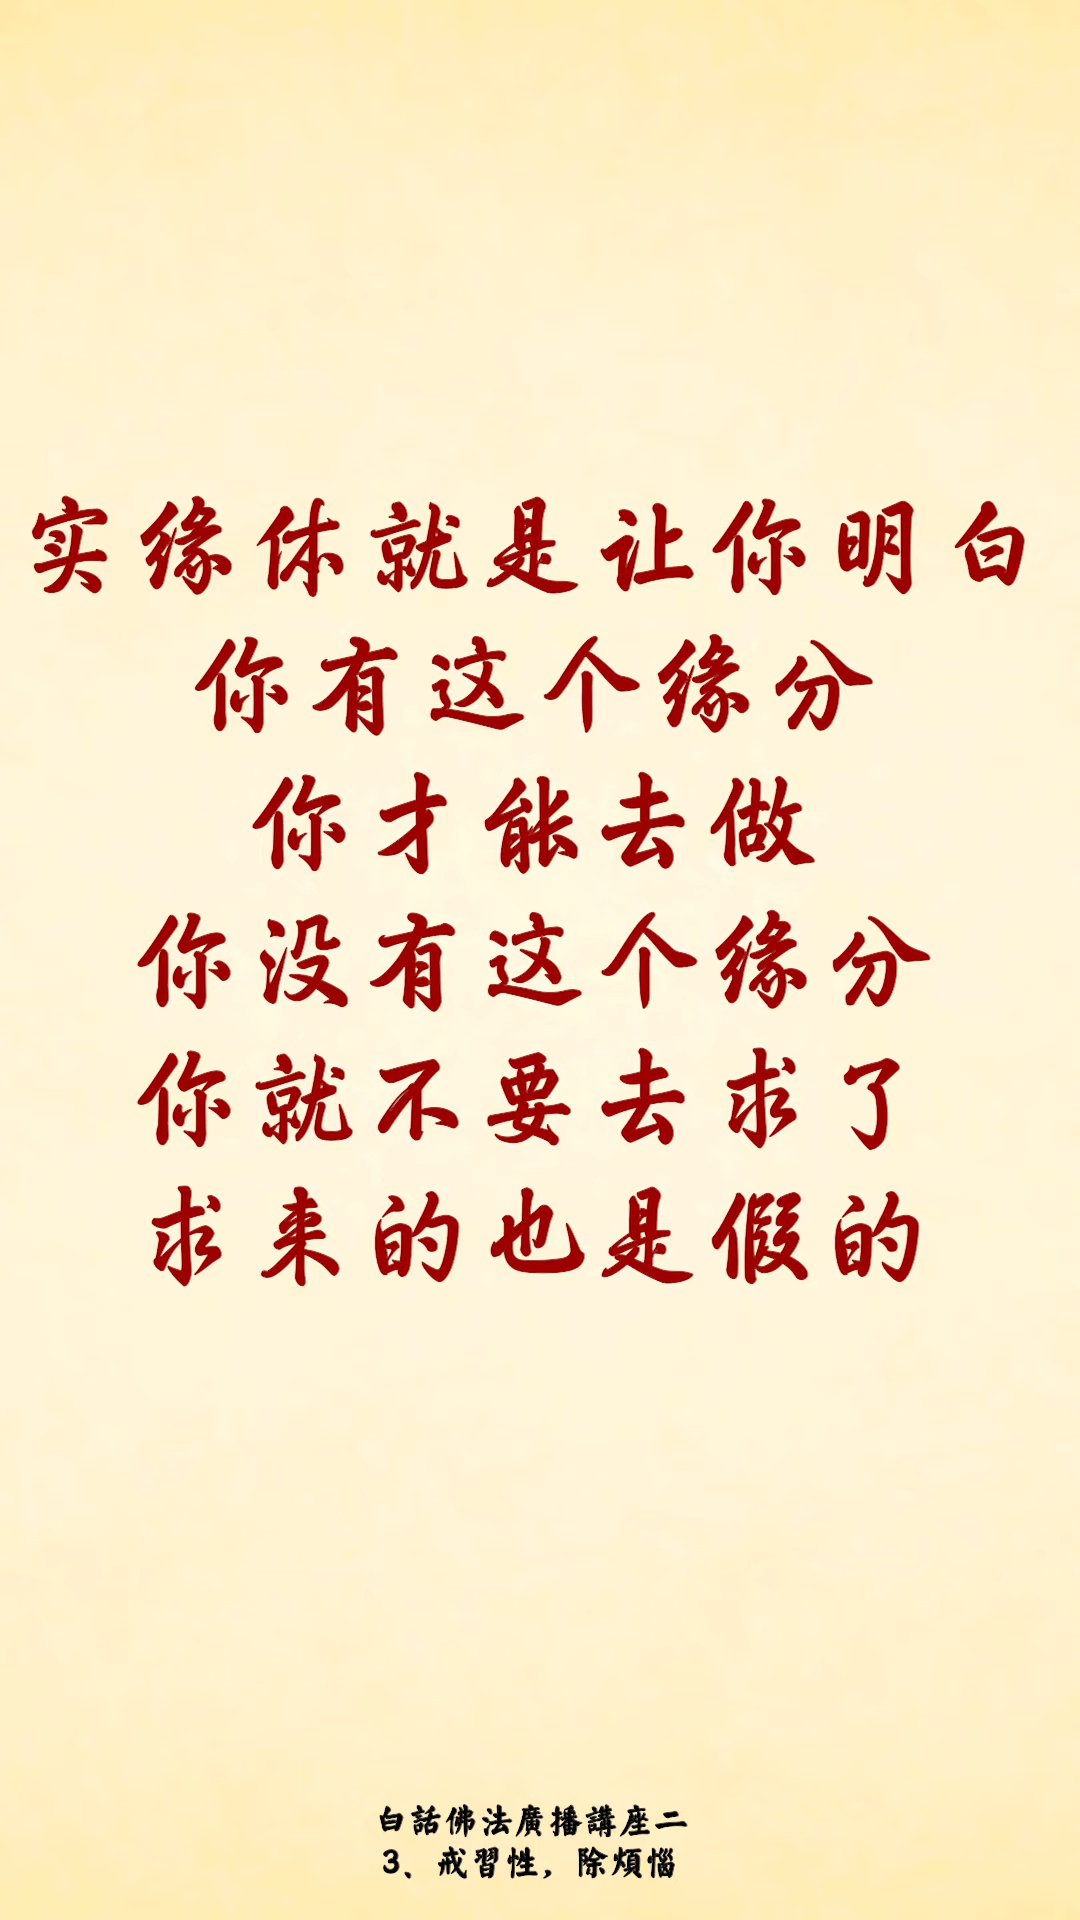 实缘休就是让你明白
你有这个缘分
你才能去做
你没有这个缘分
你就不要去求了
求来的也是假的
白話佛法廣播講座二
3、戒習性，除煩惱